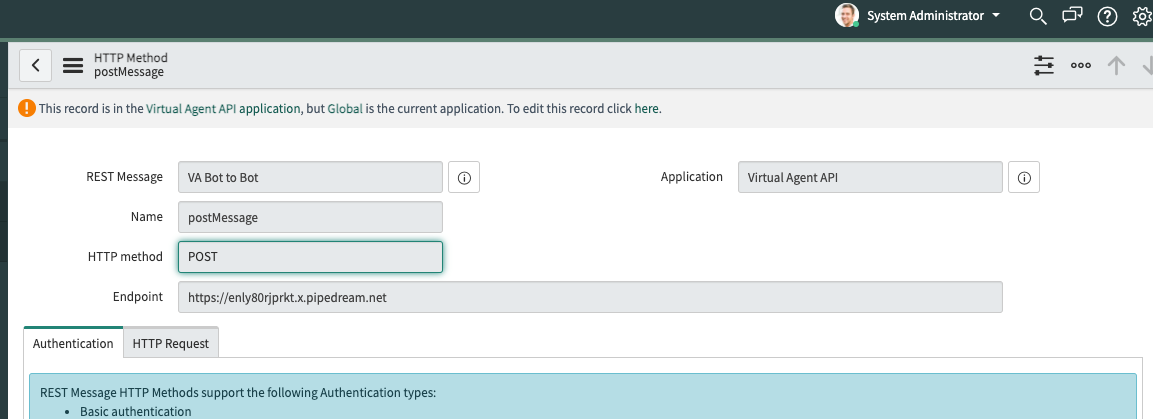 System Administrator
HTTP Method
postMessage
This record is in the Virtual Agent API application, but Global is the current application. To edit this record click here.
REST Message VA Bot to Bot Application Virtual Agent API
Name postMessage
HTTP method POST
Endpoint https://enly80rjprkt.x.pipedream.net
Authentication HTTP Request
REST Message HTTP Methods support the following Authentication types:
• Basic authentication